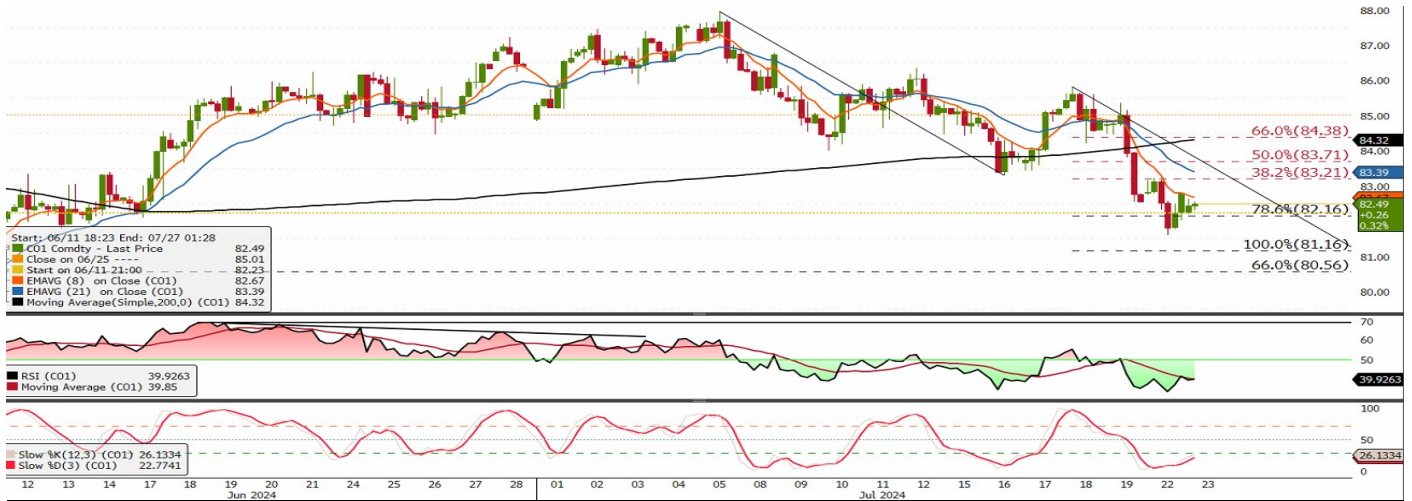 88.00
87.00
86.00
85.00
66.0%(84.38)
84.32
84.00
50.0%(83.71)
83.39
38.2%(83.21)
83.00
82.49
+0.26
0.32%
78.6%(82.16)
100.0%(81.16)
81.00
66.0%(80.56)
80.00
Start: 06/11 18:23 End: 07/27 01:28
CO1 Comdty - Last Price 82.49
Close on 06/25 ---- 85.01
Start on 06/11 21:00 82.23
EMAVG (8) on Close (CO1) 82.67
EMAVG (21) on Close (CO1) 83.39
Moving Average(Simple,200,0) (CO1) 84.32
70
60
50
39.9263
RSI (CO1) 39.9263
Moving Average (CO1) 39.85
100
50
26.1334
0
Slow %K(12,3) (CO1) 26.1334
Slow %D(3) (CO1) 22.7741
12 13 14 17 18 19 20 21 24 25 26 27 28 01 02 03 04 05 08 09 10 11 12 15 16 17 18 19 22 23
Jun 2024 Jul 2024